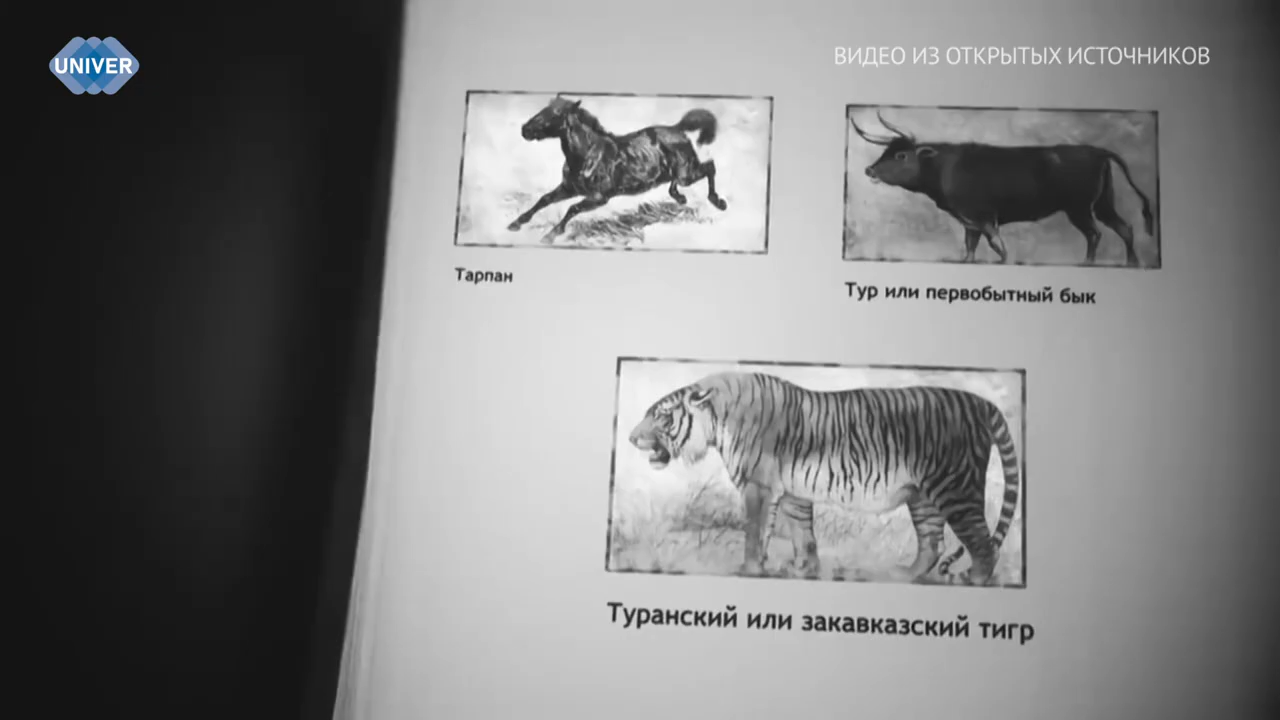 UNIVER
ВИДЕО ИЗ ОТКРЫТЫХ ИСТОЧНИКОВ
Тарпан
Тур или первобытный бык
Туранский или закавказский тигр